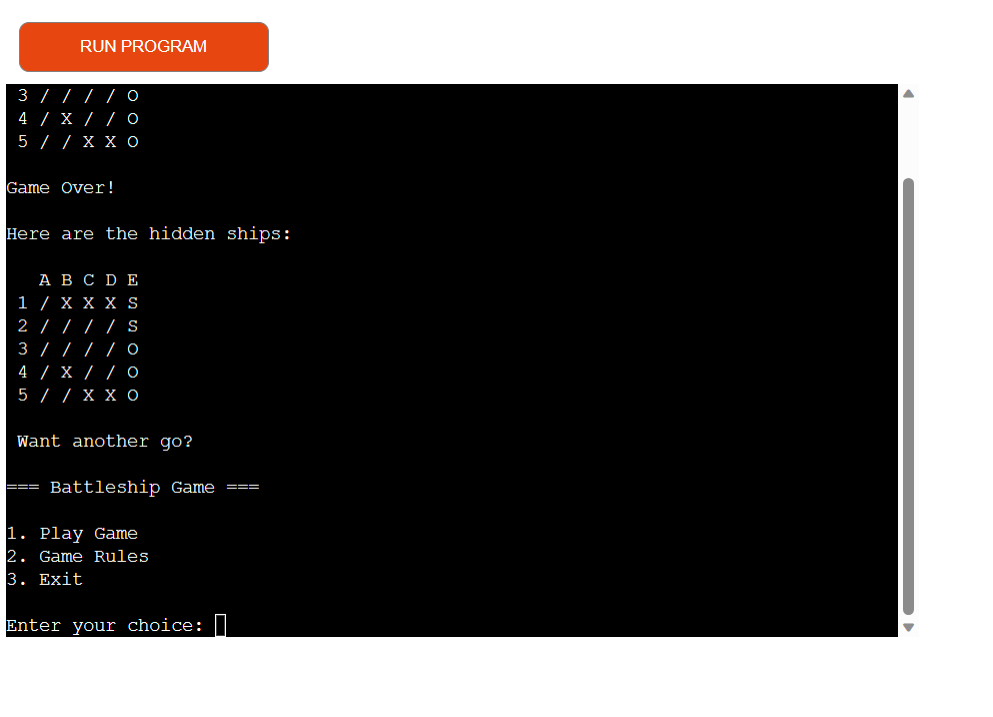 RUN PROGRAM
3 / / / / O
4 / X / / O
5 / / X X O
Game Over!
Here are the hidden ships:
A B C D E
1 / X X X S
2 / / / / S
3 / / / / O
4 / X / / O
5 / / X X O
Want another go?
=== Battleship Game ===
1. Play Game
2. Game Rules
3. Exit
Enter your choice: